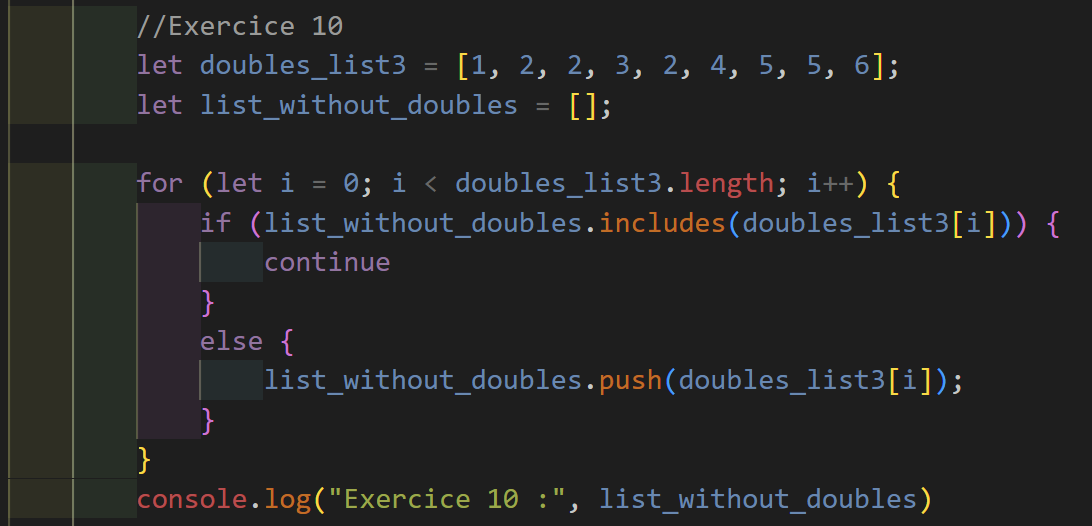 //Exercice 10
let doubles_list3 = [1, 2, 2, 3, 2, 4, 5, 5, 6];
let list_without_doubles = [];
for (let i = 0; i < doubles_list3.length; i++) {
if (list_without_doubles.includes(doubles_list3[i])) {
continue
}
else {
list_without_doubles.push(doubles_list3[i]);
}
}
console.log("Exercice 10 :", list_without_doubles)